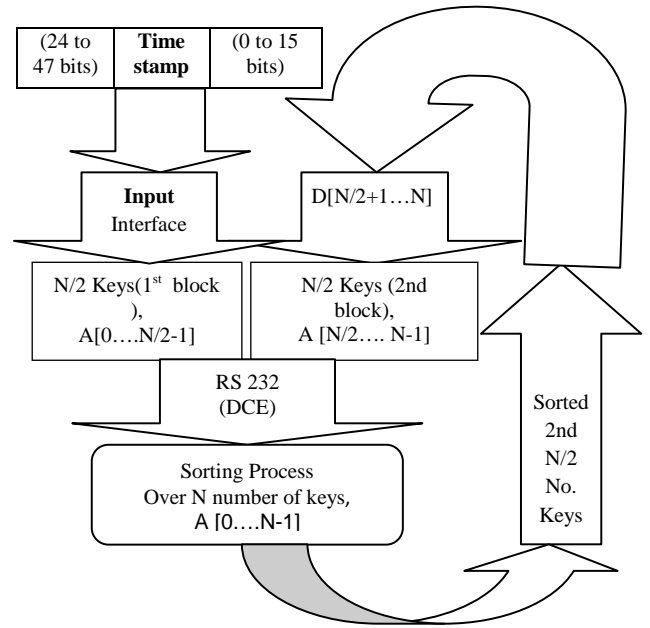 (24 to
47 bits)
Time
stamp
(0 to 15
bits)
Input
Interface
D[N/2+1…N]
N/2 Keys(1st block
),
A[0….N/2-1]
N/2 Keys (2nd
block),
A [N/2…. N-1]
RS 232
(DCE)
Sorting Process
Over N number of keys,
A [0….N-1]
Sorted
2nd
N/2
No.
Keys